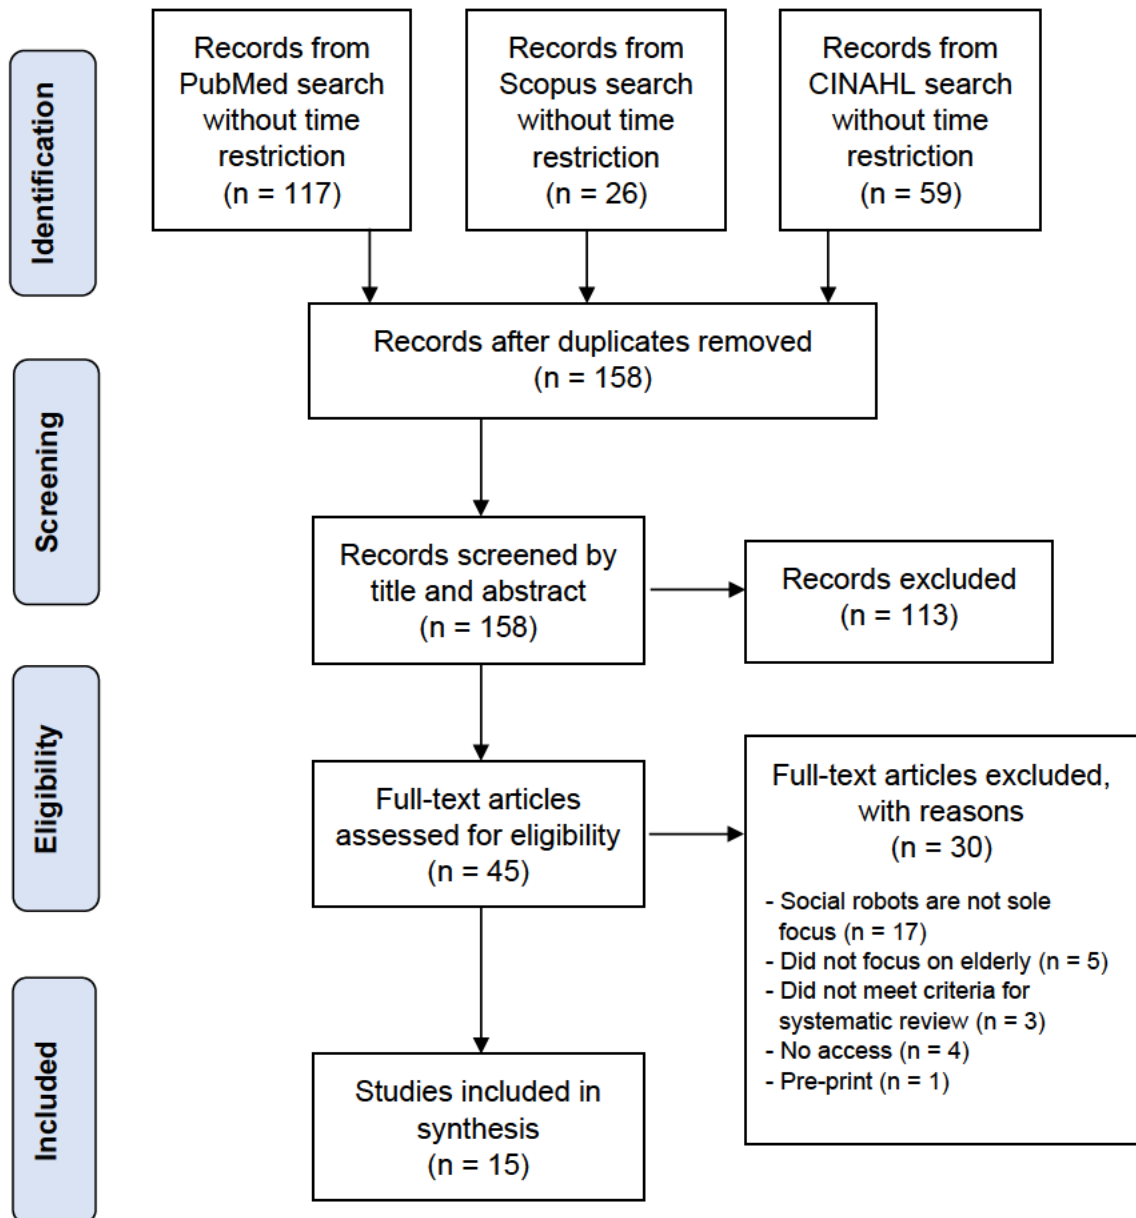 Identification
Records from
PubMed search
without time
restriction
(n = 117)
Records from
Scopus search
without time
restriction
(n = 26)
Records from
CINAHL search
without time
restriction
(n = 59)
Records after duplicates removed
(n = 158)
Screening
Records screened by
title and abstract
(n = 158)
Records excluded
(n = 113)
Eligibility
Full-text articles
assessed for eligibility
(n = 45)
Full-text articles excluded,
with reasons
(n = 30)
- Social robots are not sole
focus (n = 17)
- Did not focus on elderly (n = 5)
- Did not meet criteria for
systematic review (n = 3)
- No access (n = 4)
- Pre-print (n = 1)
Included
Studies included in
synthesis
(n = 15)